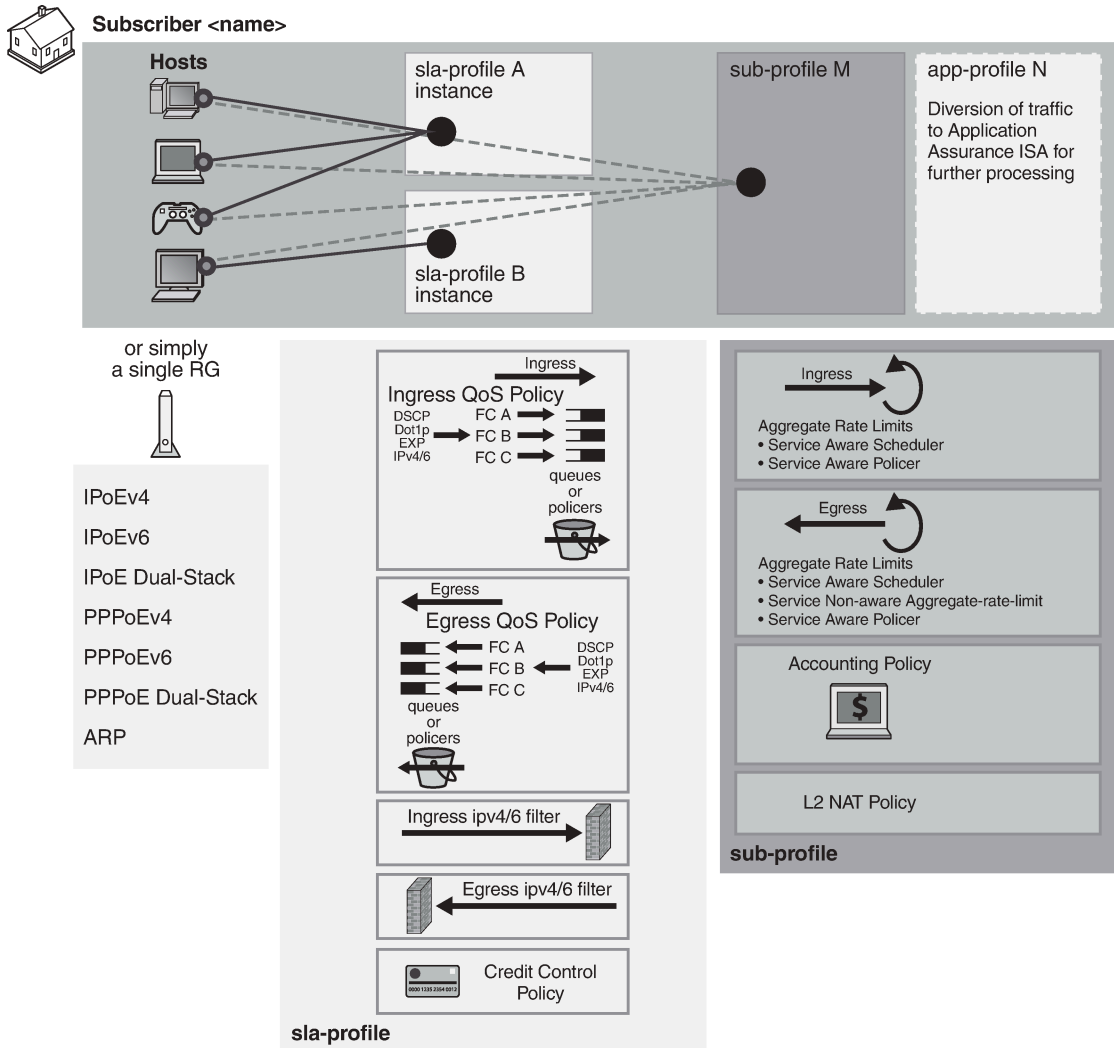 Subscriber <name>
Hosts
sla-profile A
instance
sla-profile B
instance
sub-profile M
app-profile N
Diversion of traffic
to Application
Assurance ISA for
further processing
or simply
a single RG
IPoEv4
IPoEv6
IPoE Dual-Stack
PPPoEv4
PPPoEv6
PPPoE Dual-Stack
ARP
Ingress
Ingress QoS Policy
DSCP
Dot1p
EXP
IPv4/6
FC A
FC B
FC C
queues
or
policers
Egress
Egress QoS Policy
FC A
FC B
FC C
DSCP
Dot1p
EXP
IPv4/6
queues
or
policers
Ingress ipv4/6 filter
Egress ipv4/6 filter
0000 1235 2354 0013
Credit Control
Policy
sla-profile
Ingress
Aggregate Rate Limits
• Service Aware Scheduler
• Service Aware Policer
Egress
Aggregate Rate Limits
• Service Aware Scheduler
• Service Non-aware Aggregate-rate-limit
• Service Aware Policer
Accounting Policy
$
L2 NAT Policy
sub-profile